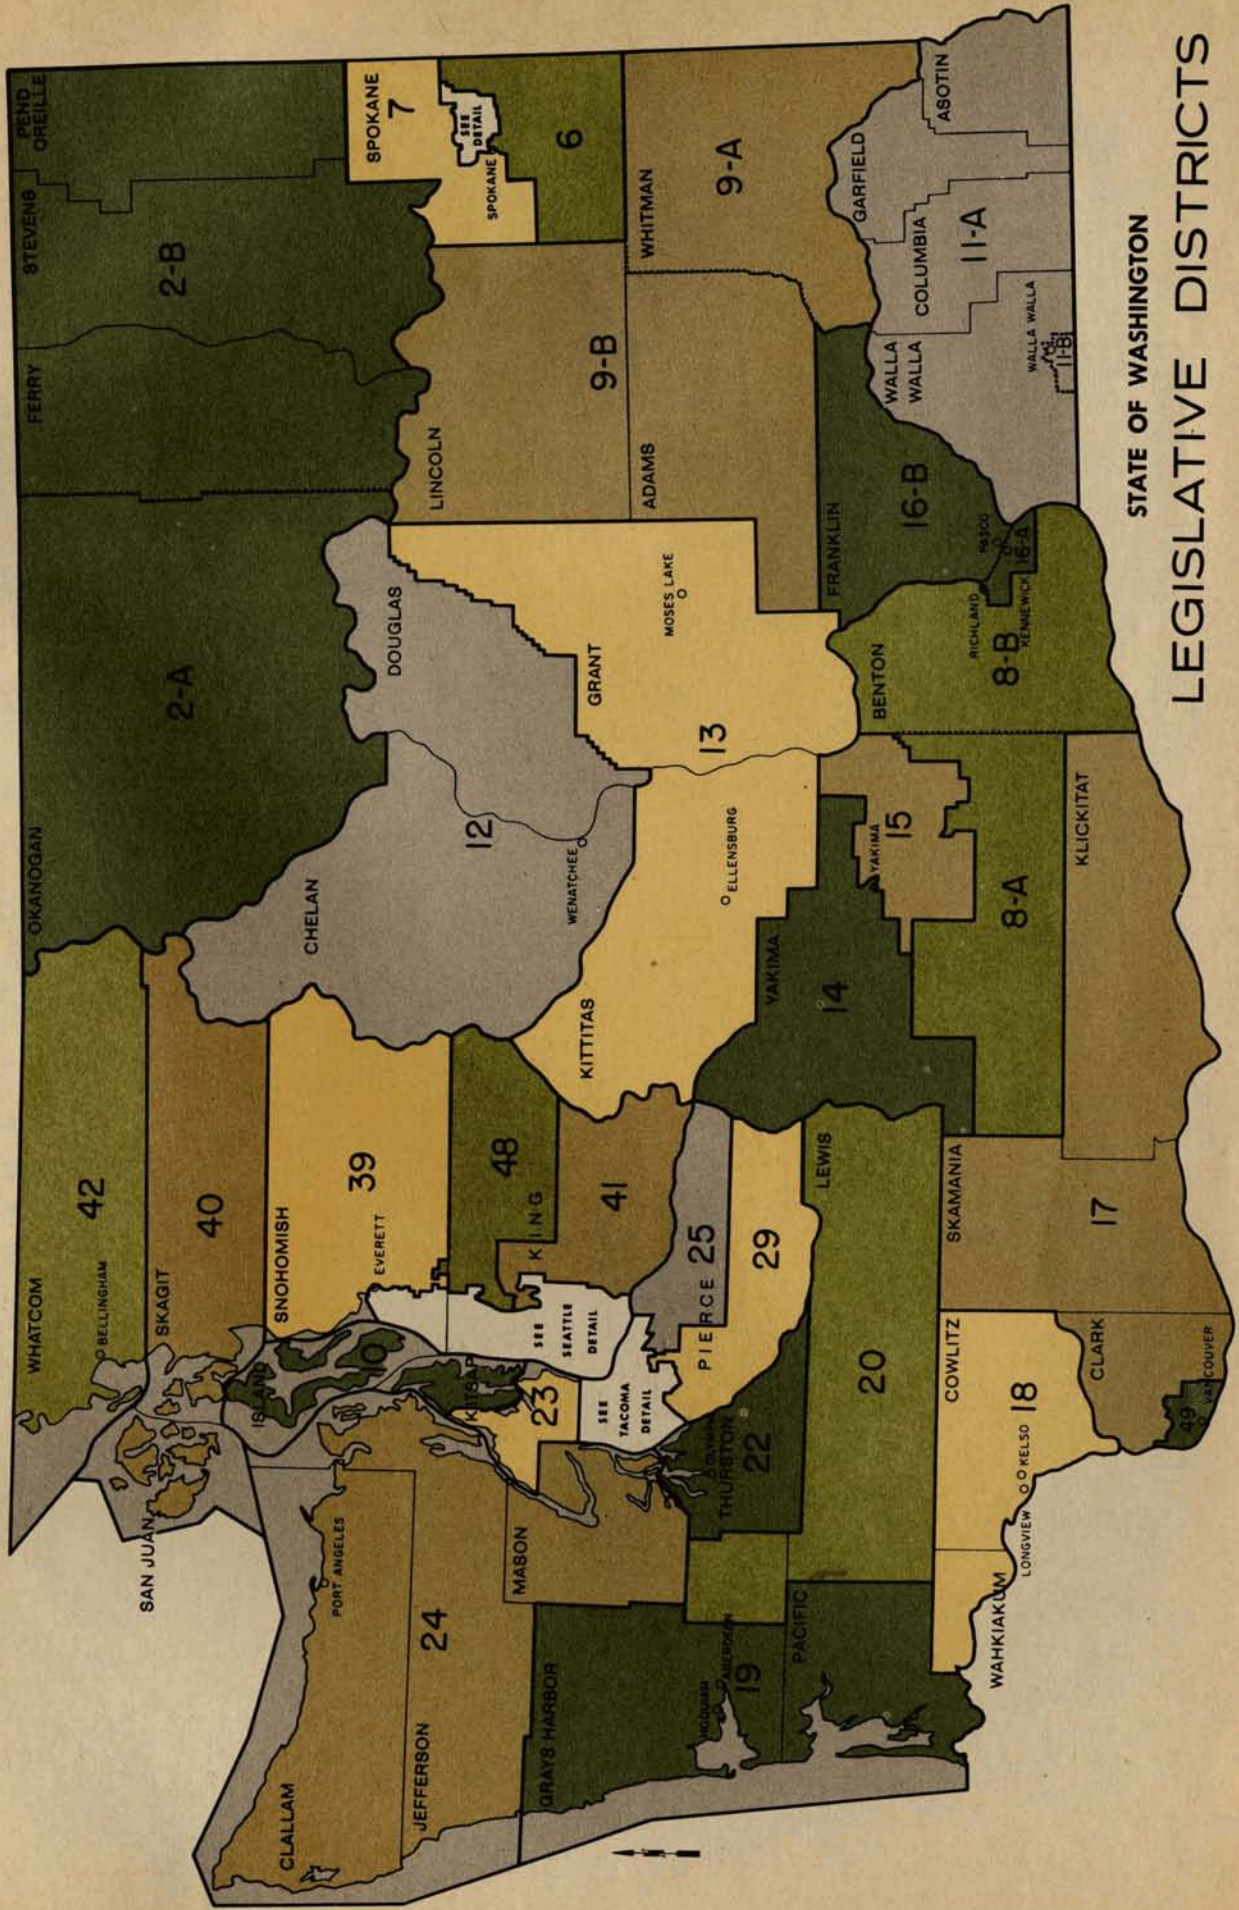 STATE OF WASHINGTON
LEGISLATIVE DISTRICTS
WHATCOM
BELLINGHAM
42
OKANOGAN
2-A
FERRY
STEVENS
2-B
PEND
OREILLE
SAN JUAN
SKAGIT
40
ISLAND
10
SNOHOMISH
39
EVERETT
CHELAN
12
WENATCHEE
DOUGLAS
SPOKANE
7
SPOKANE
SEE
DETAIL
6
CLALLAM
PORT ANGELES
JEFFERSON
24
KITSAP
23
SEE
SEATTLE
DETAIL
KING
48
41
KITTITAS
ELLENSBURG
GRANT
13
MOSES LAKE
LINCOLN
9-B
ADAMS
WHITMAN
9-A
GRAYS HARBOR
HOQUIAM
ABERDEEN
19
MASON
SEE
TACOMA
DETAIL
PIERCE
25
29
THURSTON
22
PACIFIC
LEWIS
20
YAKIMA
14
YAKIMA
15
8-A
BENTON
RICHLAND
8-B
KENNEWICK
FRANKLIN
16-B
PASCO
16-A
WALLA
WALLA
COLUMBIA
GARFIELD
11-A
ASOTIN
WALLA WALLA
11-B
WAHKIAKUM
LONGVIEW
KELSO
COWLITZ
18
SKAMANIA
17
CLARK
49
VANCOUVER
KLICKITAT